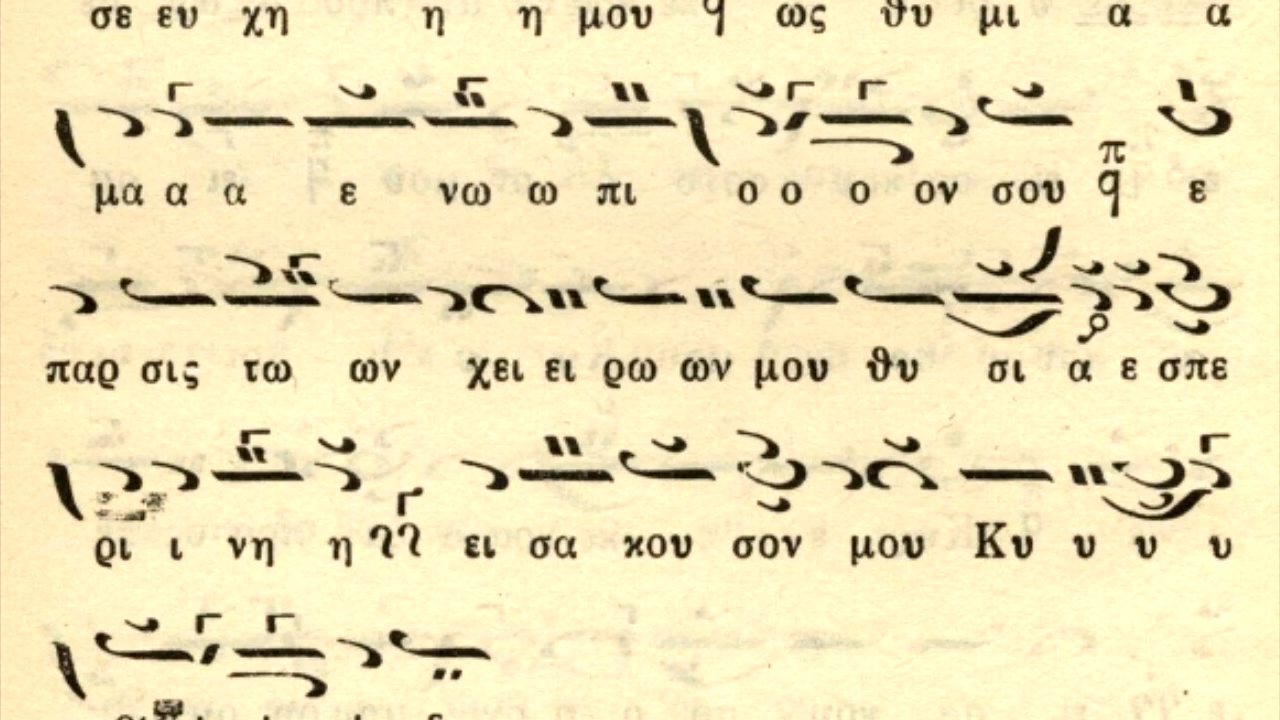 σε ευ χη η η μου ϥ ως θυ μι α α
μα α α ε νω ω πι ο ο ο ον σου π ϥ ε
παρ σις τω ων χει ει ρω ων μου θυ σι α ε σπε
ρι ι νη η ει σα κου σον μου Κυ υ υ υ